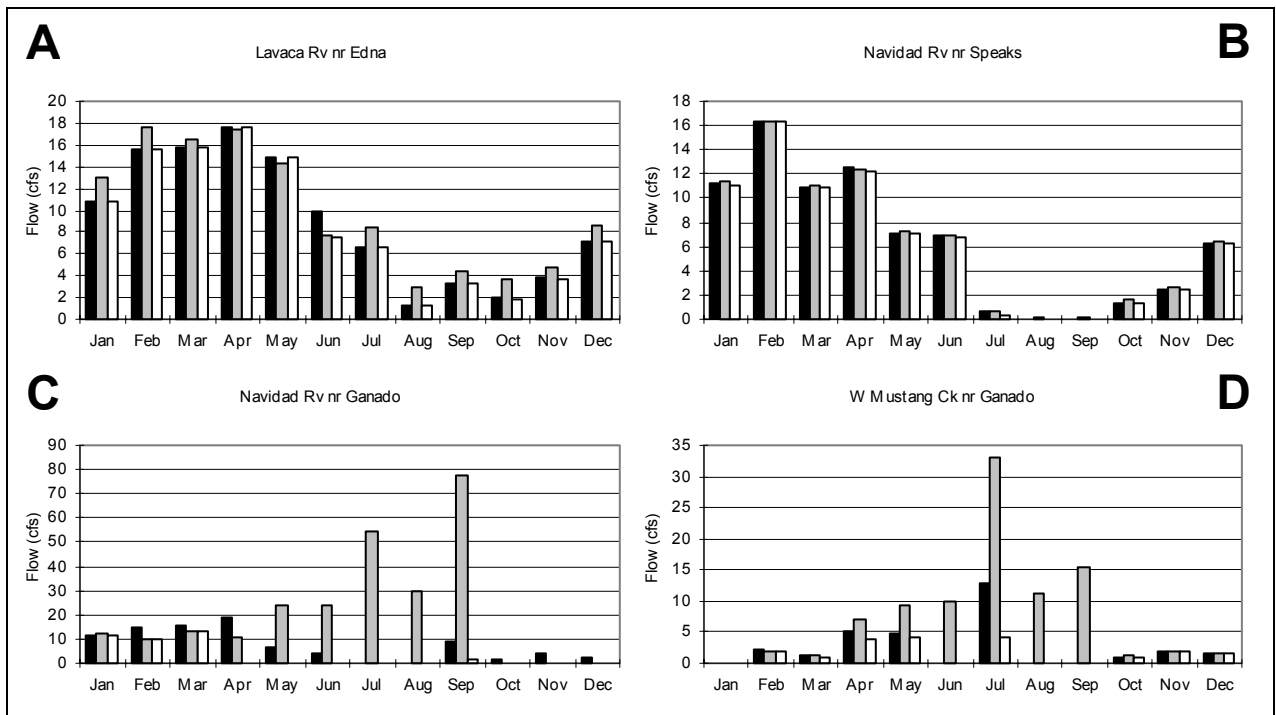 A
Lavaca Rv nr Edna
Flow (cfs)
20
18
16
14
12
10
8
6
4
2
0
Jan Feb Mar Apr May Jun Jul Aug Sep Oct Nov Dec
B
Navidad Rv nr Speaks
Flow (cfs)
18
16
14
12
10
8
6
4
2
0
Jan Feb Mar Apr May Jun Jul Aug Sep Oct Nov Dec
C
Navidad Rv nr Ganado
Flow (cfs)
90
80
70
60
50
40
30
20
10
0
Jan Feb Mar Apr May Jun Jul Aug Sep Oct Nov Dec
D
W Mustang Ck nr Ganado
Flow (cfs)
35
30
25
20
15
10
5
0
Jan Feb Mar Apr May Jun Jul Aug Sep Oct Nov Dec